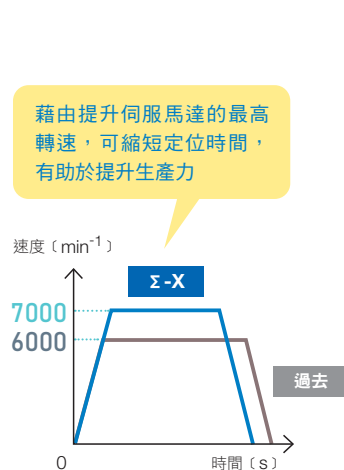 藉由提升伺服馬達的最高
轉速，可縮短定位時間，
有助於提升生產力
速度〔min-1〕
Σ-X
7000
6000
過去
0
時間〔s〕